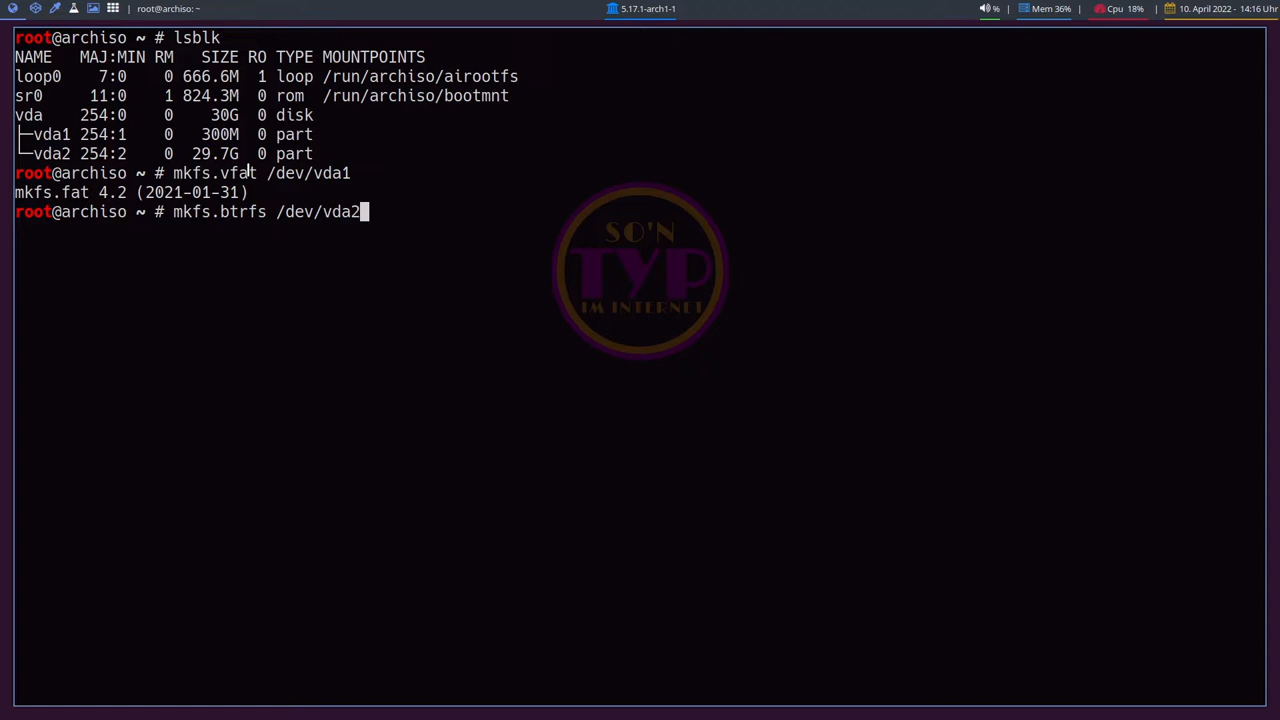 root@archiso: ~
5.17.1-arch1-1
%
Mem 36%
Cpu 18%
10. April 2022 - 14:16 Uhr
root@archiso ~ # lsblk
NAME MAJ:MIN RM SIZE RO TYPE MOUNTPOINTS
loop0 7:0 0 666.6M 1 loop /run/archiso/airootfs
sr0 11:0 1 824.3M 0 rom /run/archiso/bootmnt
vda 254:0 0 30G 0 disk
├─vda1 254:1 0 300M 0 part
└─vda2 254:2 0 29.7G 0 part
root@archiso ~ # mkfs.vfat /dev/vda1
mkfs.fat 4.2 (2021-01-31)
root@archiso ~ # mkfs.btrfs /dev/vda2
SO'N
TYP
IM INTERNET